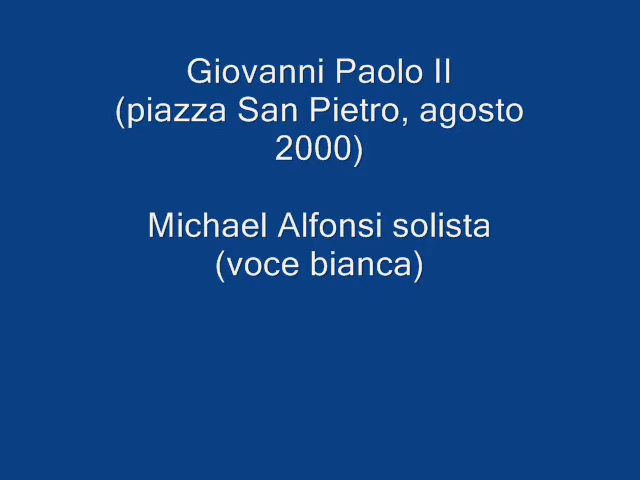 Giovanni Paolo II
(piazza San Pietro, agosto
2000)
Michael Alfonsi solista
(voce bianca)